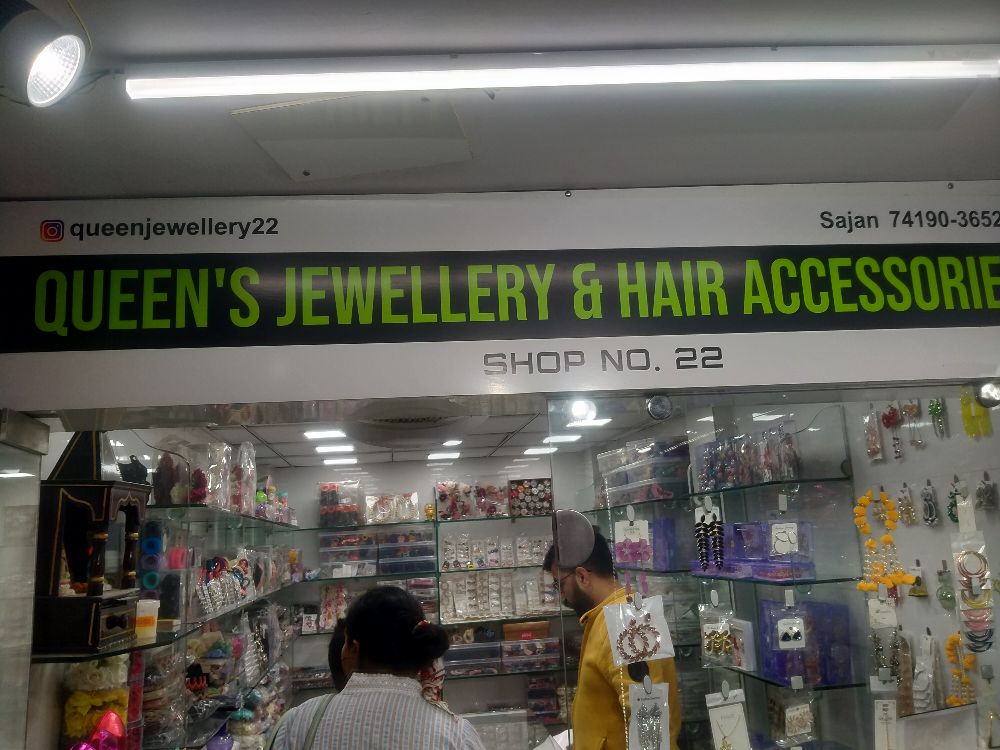 queenjewellery22
Sajan 74190-3652
QUEEN'S JEWELLERY & HAIR ACCESSORIE
SHOP NO. 22